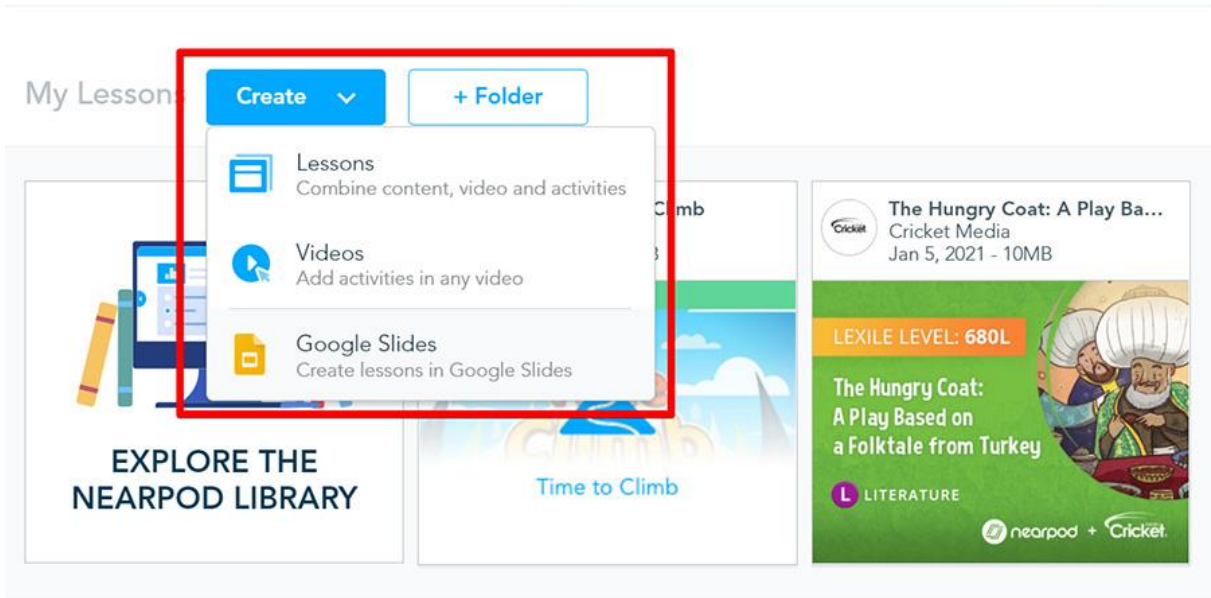 My Lessons
Create
+ Folder
Lessons
Combine content, video and activities
Videos
Add activities in any video
Google Slides
Create lessons in Google Slides
EXPLORE THE
NEARPOD LIBRARY
Climb
Time to Climb
Cricket
The Hungry Coat: A Play Ba...
Cricket Media
Jan 5, 2021 - 10MB
LEXILE LEVEL: 680L
The Hungry Coat:
A Play Based on
a Folktale from Turkey
L LITERATURE
nearpod + Cricket